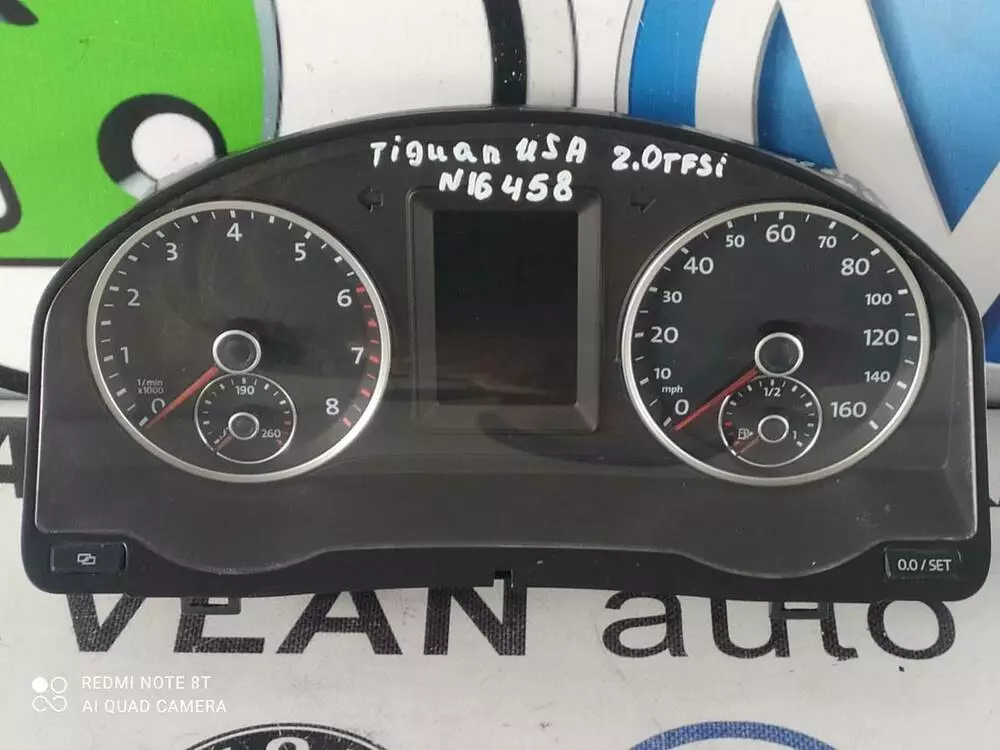 Tiguan USA 2.0TFSi
N16458
0
1
2
3
4
5
6
7
8
1/min
x1000
190
260
0
10
20
30
40
50
60
70
80
100
120
140
160
mph
1/2
1
0.0 / SET
VEAN auto
REDMI NOTE 8T
AI QUAD CAMERA